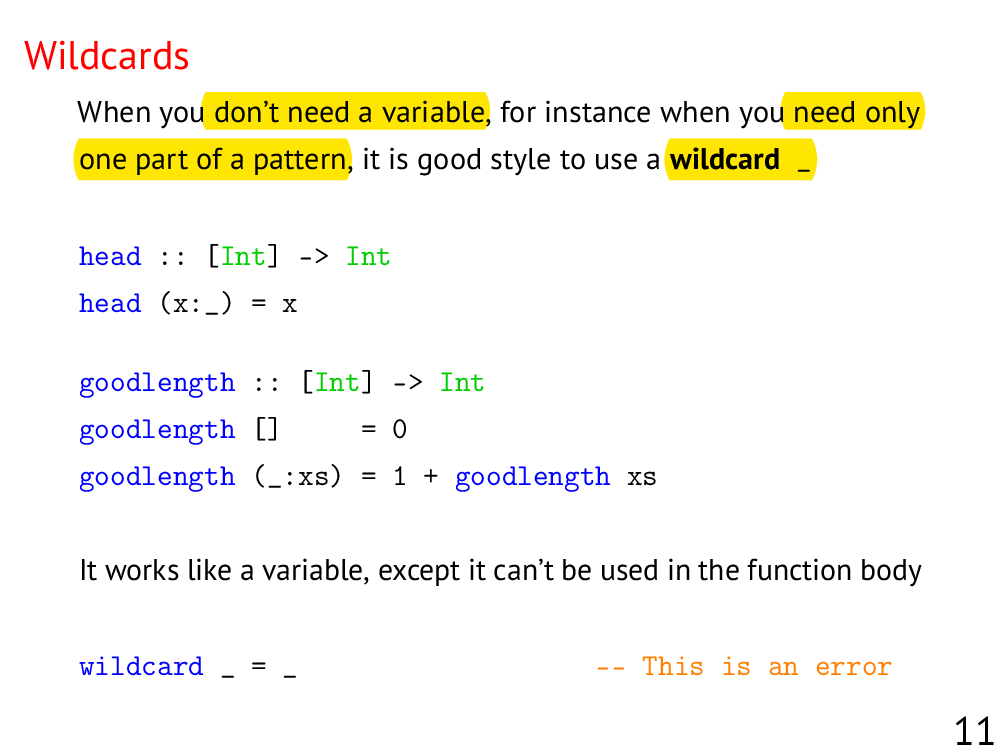 Wildcards
When you don't need a variable, for instance when you need only
one part of a pattern, it is good style to use a wildcard _
head :: [Int] -> Int
head (x:_) = x
goodlength :: [Int] -> Int
goodlength []     = 0
goodlength (_:xs) = 1 + goodlength xs
It works like a variable, except it can't be used in the function body
wildcard _ = _                   -- This is an error
11